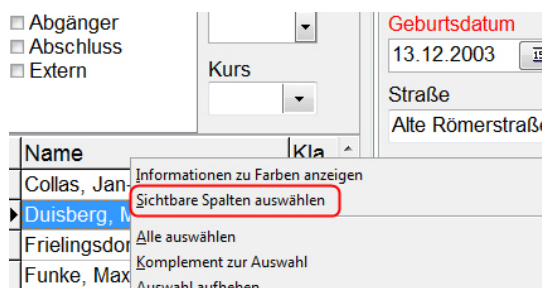 Abgänger
Abschluss
Extern
Kurs
Geburtsdatum
13.12.2003
Straße
Alte Römerstraße
Name Kla
Collas, Jan-
Duisberg, M
Frielingsdor
Funke, Max
Informationen zu Farben anzeigen
Sichtbare Spalten auswählen
Alle auswählen
Komplement zur Auswahl
Auswahl aufheben